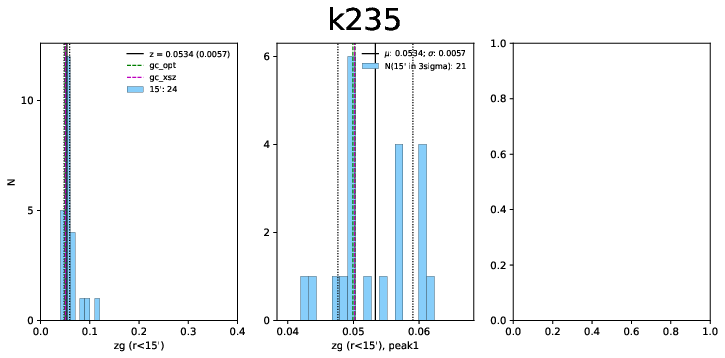 k235
z = 0.0534 (0.0057)
gc_opt
gc_xsz
15': 24
N
10
5
0
0.0 0.1 0.2 0.3 0.4
zg (r<15')
μ: 0.0534; σ: 0.0057
N(15' in 3sigma): 21
6
4
2
0
0.04 0.05 0.06
zg (r<15'), peak1
1.0
0.8
0.6
0.4
0.2
0.0
0.0 0.2 0.4 0.6 0.8 1.0